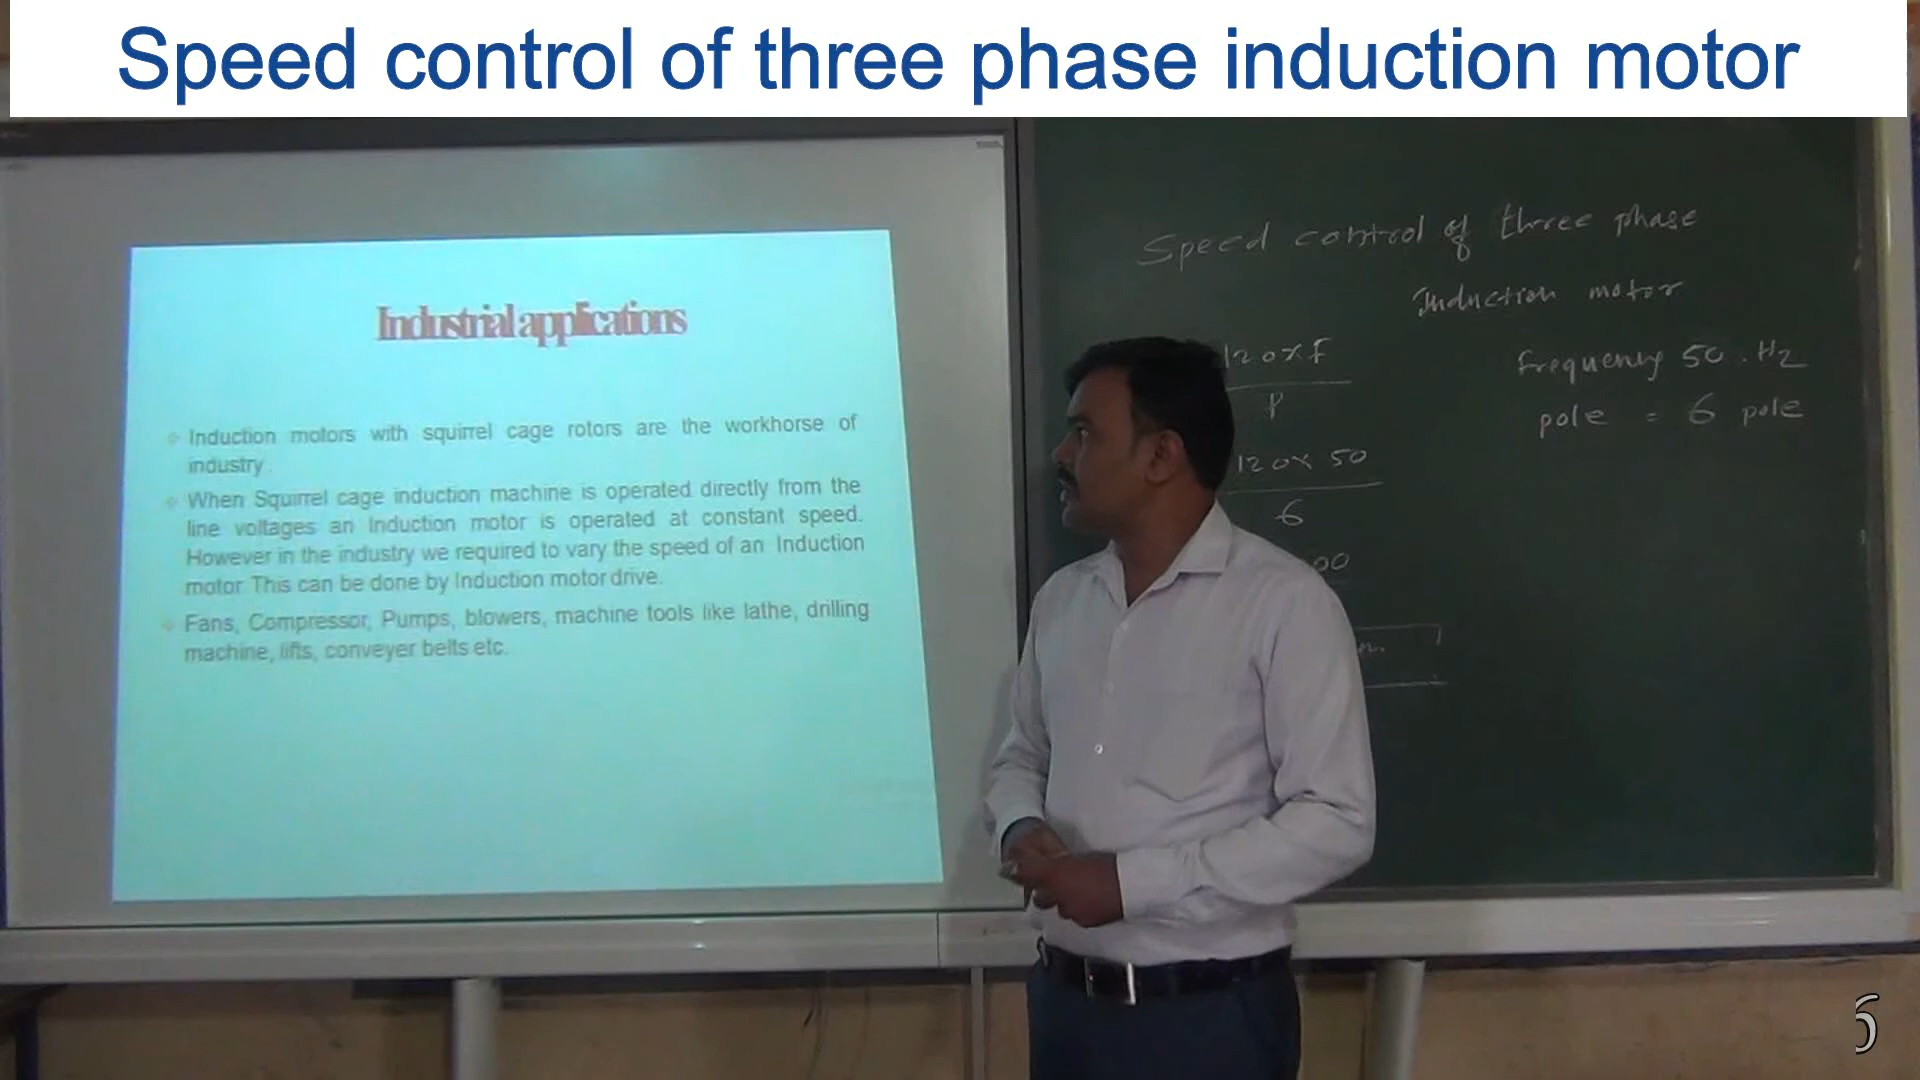 Speed control of three phase induction motor
Industrial applications
Induction motors with squirrel cage rotors are the workhorse of
industry.
When Squirrel cage induction machine is operated directly from the
line voltages an Induction motor is operated at constant speed.
However in the industry we required to vary the speed of an Induction
motor. This can be done by Induction motor drive.
Fans, Compressor, Pumps, blowers, machine tools like lathe, drilling
machine, lifts, conveyer belts etc.
Speed control of three phase
Induction motor
120xf
P
120x 50
6
00
frequency 50.Hz
pole = 6 pole
6